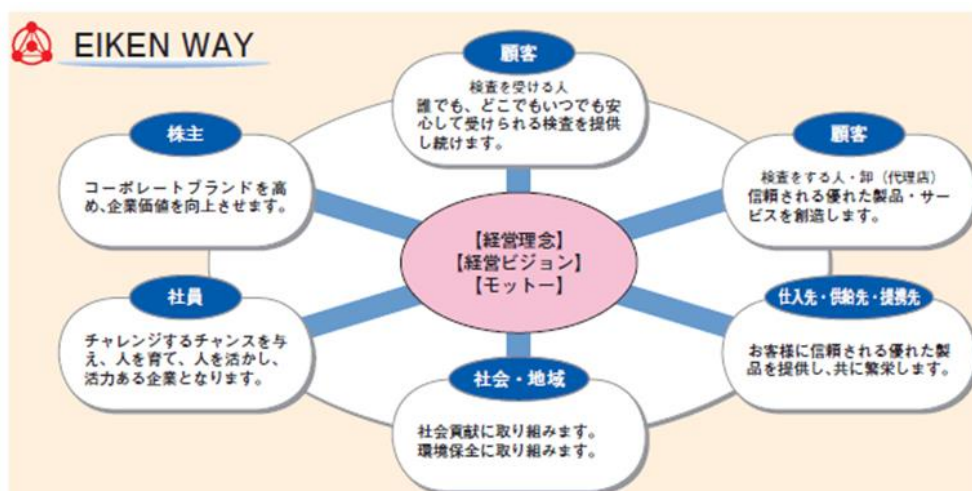 EIKEN WAY
顧客
検査を受ける人
誰でも、どこでもいつでも安
心して受けられる検査を提供
し続けます。
株主
コーポレートブランドを高
め、企業価値を向上させます。
顧客
検査をする人・卸（代理店）
信頼される優れた製品・サー
ビスを創造します。
【経営理念】
【経営ビジョン】
【モットー】
社員
チャレンジするチャンスを与
え、人を育て、人を活かし、
活力ある企業となります。
仕入先・供給先・提携先
お客様に信頼される優れた製
品を提供し、共に繁栄します。
社会・地域
社会貢献に取り組みます。
環境保全に取り組みます。